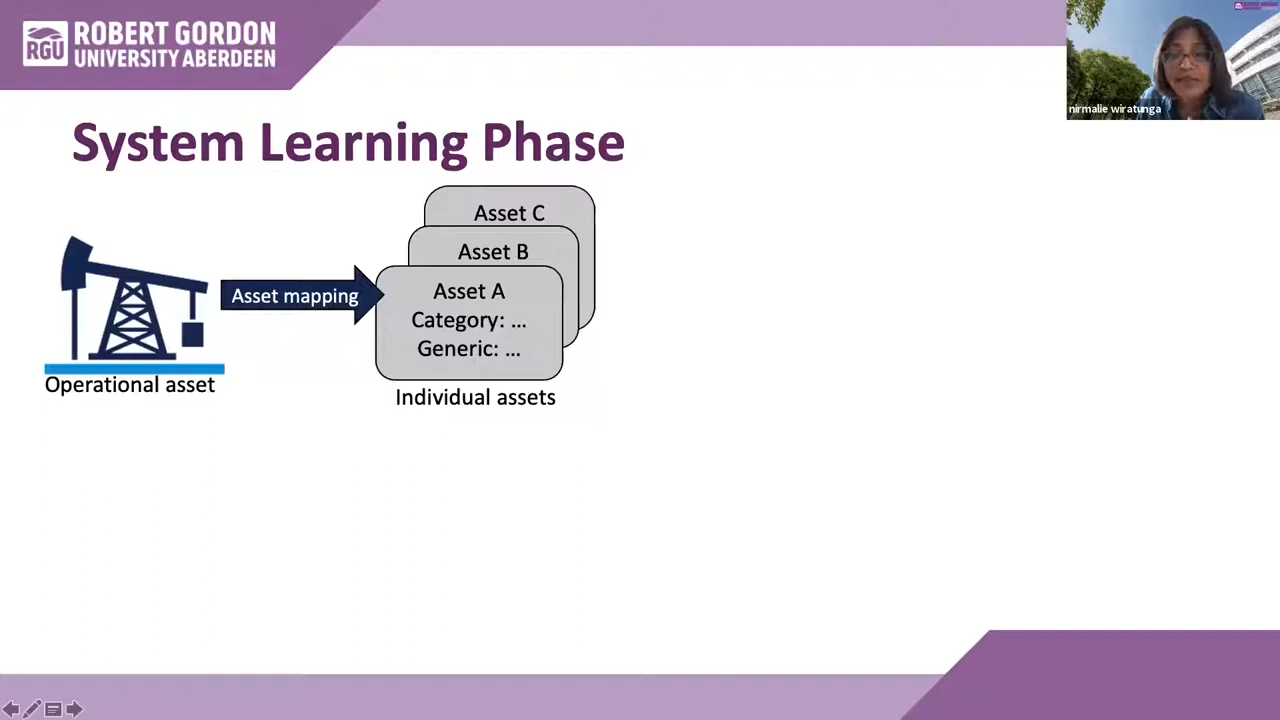 RGU
ROBERT GORDON
UNIVERSITY ABERDEEN
nirmalie wiratunga
System Learning Phase
Asset C
Asset B
Asset A
Category: ...
Generic: ...
Asset mapping
Operational asset
Individual assets